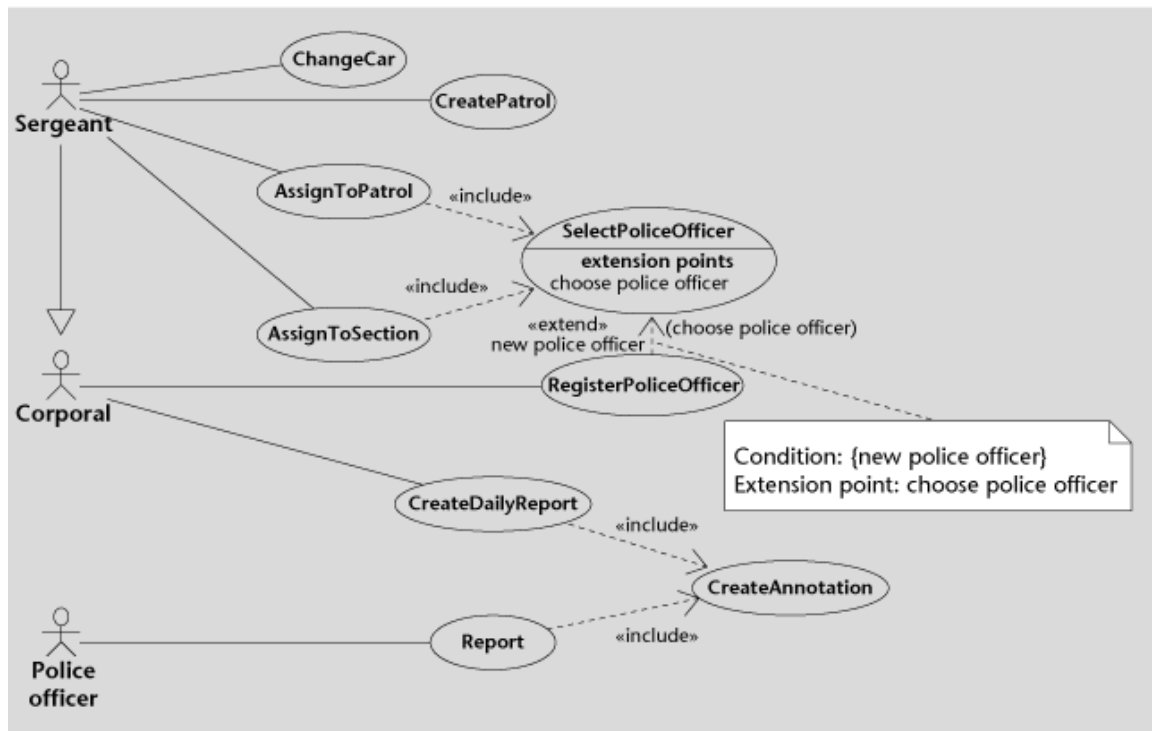 ChangeCar
CreatePatrol
Sergeant
AssignToPatrol
«include»
SelectPoliceOfficer
extension points
choose police officer
«include»
AssignToSection
«extend»
(choose police officer)
new police officer
RegisterPoliceOfficer
Corporal
Condition: {new police officer}
Extension point: choose police officer
CreateDailyReport
«include»
CreateAnnotation
Report
«include»
Police
officer